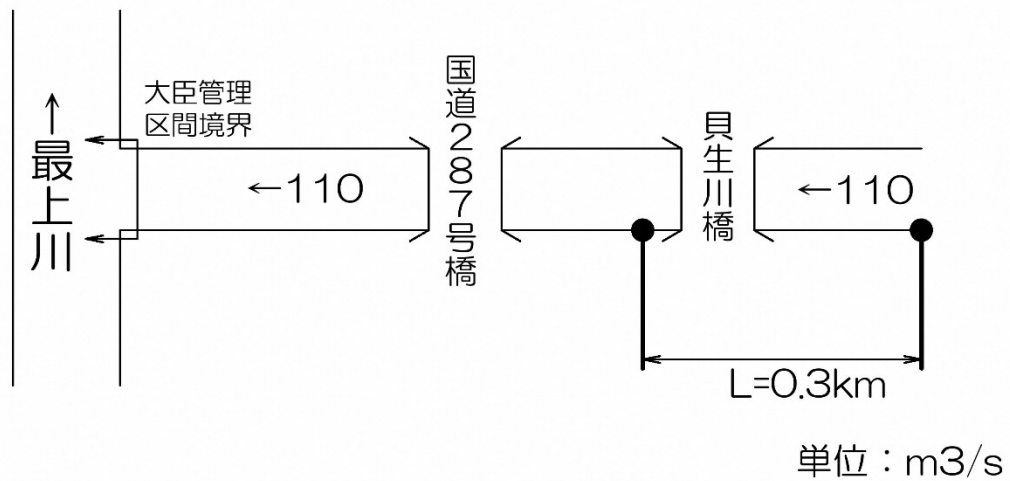 大臣管理
区間境界
↑最上川
←110
国道287号橋
貝生川橋
←110
L=0.3km
単位：m3/s